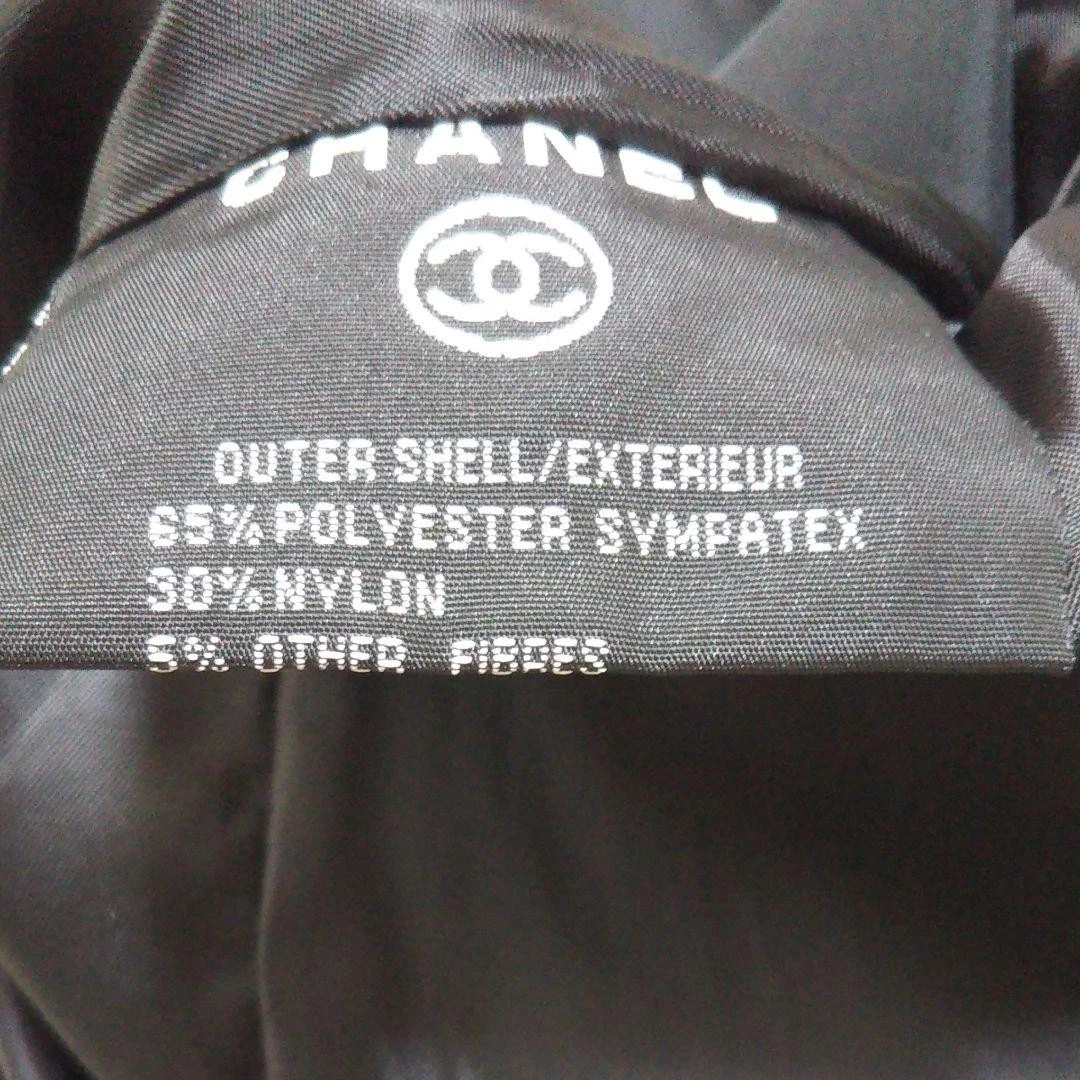 CHANEL
OUTER SHELL/EXTERIEUR
65%POLYESTER SYMPATEX
30%NYLON
5% OTHER FIBRES